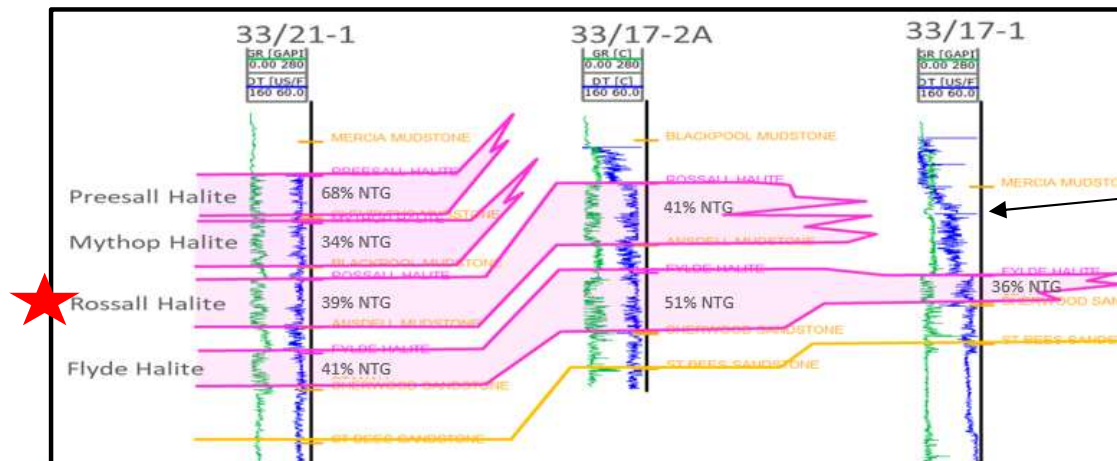 33/21-1
33/17-2A
33/17-1
GR [GAPI]
0.00 280
DT [US/F]
160 60.0
GR [C]
0.00 280
DT [C]
160 60.0
GR [GAPI]
0.00 280
DT [US/F]
160 60.0
MERCIA MUDSTONE
BLACKPOOL MUDSTONE
MERCIA MUDSTO
PREESALL HALITE
Preesall Halite
68% NTG
ROSSALL HALITE
41% NTG
Mythop Halite
34% NTG
BLACKPOOL MUDSTONE
ANSDELL MUDSTONE
ROSSALL HALITE
FYLDE HALITE
FYLDE HALITE
36% NTG
Rossall Halite
39% NTG
51% NTG
SHERWOOD SAN
ANSDELL MUDSTONE
SHERWOOD SANDSTONE
FYLDE HALITE
Flyde Halite
41% NTG
SHERWOOD SANDSTONE
ST BEES SANDSTONE
ST BEES SANDST
ST BEES SANDSTONE